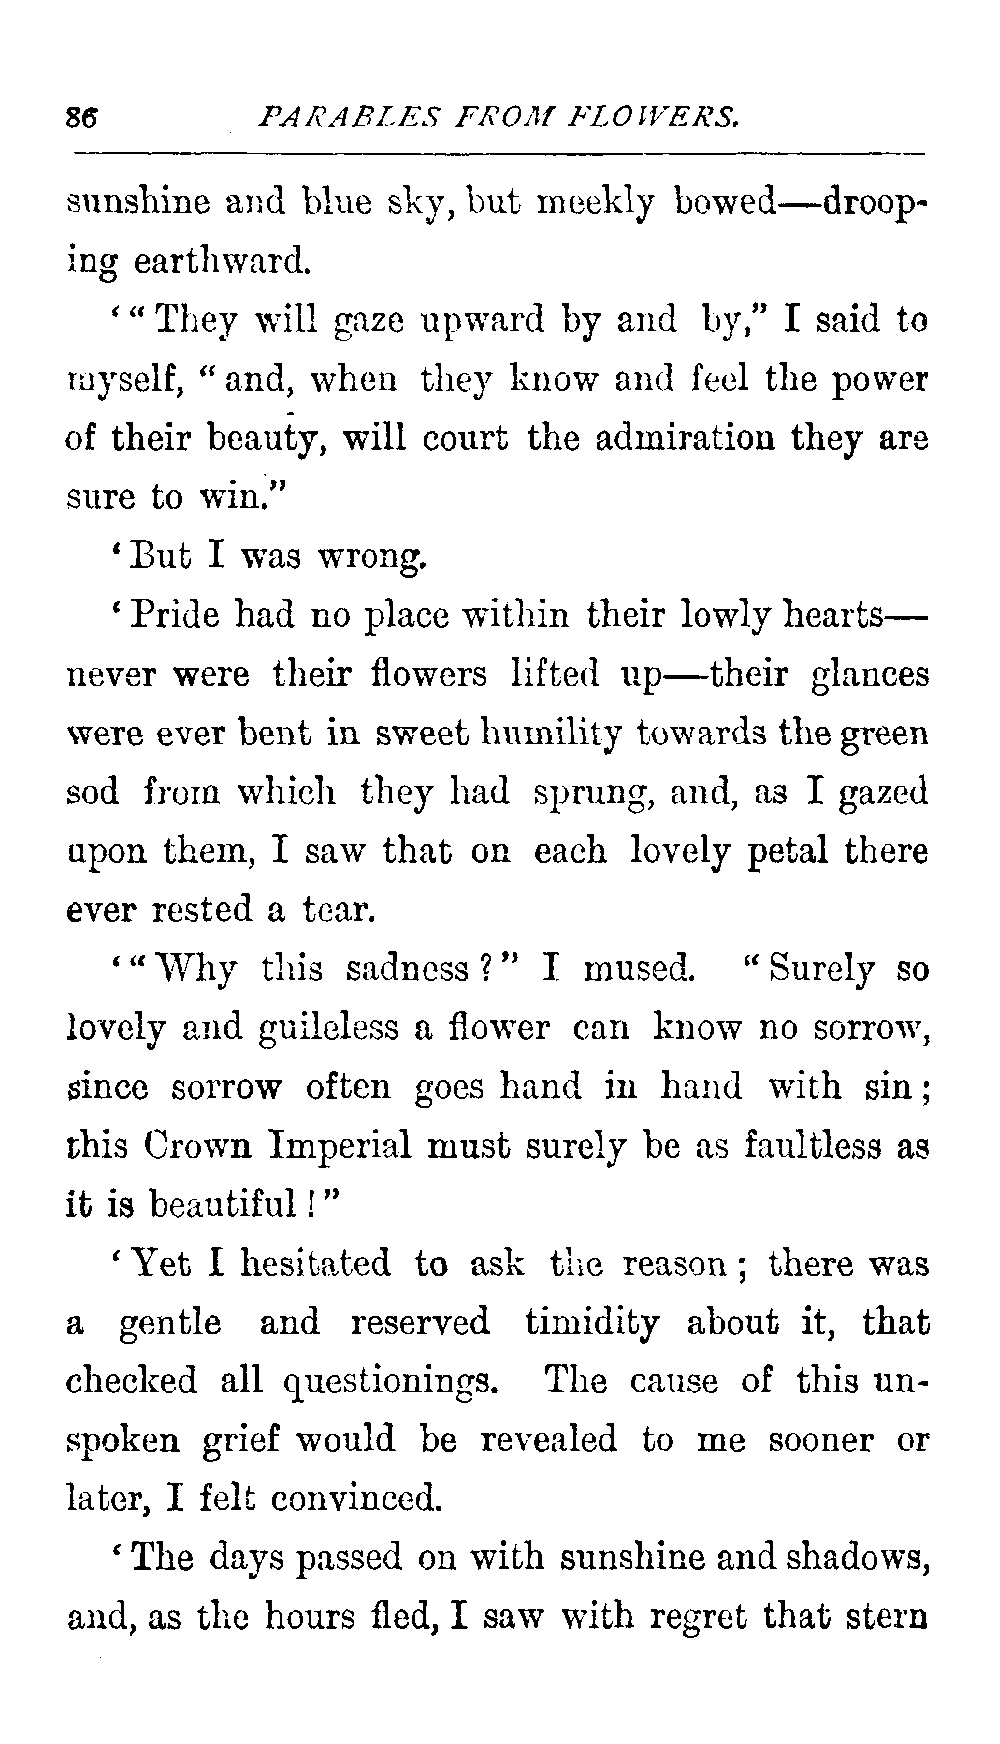 86 PARABLES FROM FLOWERS.
sunshine and blue sky, but meekly bowed—droop-
ing earthward.
‘“They will gaze upward by and by,” I said to
myself, “and, when they know and feel the power
of their beauty, will court the admiration they are
sure to win.”
‘But I was wrong.
‘Pride had no place within their lowly hearts—
never were their flowers lifted up—their glances
were ever bent in sweet humility towards the green
sod from which they had sprung, and, as I gazed
upon them, I saw that on each lovely petal there
ever rested a tear.
‘“Why this sadness?” I mused. “Surely so
lovely and guileless a flower can know no sorrow,
since sorrow often goes hand in hand with sin;
this Crown Imperial must surely be as faultless as
it is beautiful!”
‘Yet I hesitated to ask the reason; there was
a gentle and reserved timidity about it, that
checked all questionings. The cause of this un-
spoken grief would be revealed to me sooner or
later, I felt convinced.
‘The days passed on with sunshine and shadows,
and, as the hours fled, I saw with regret that stern